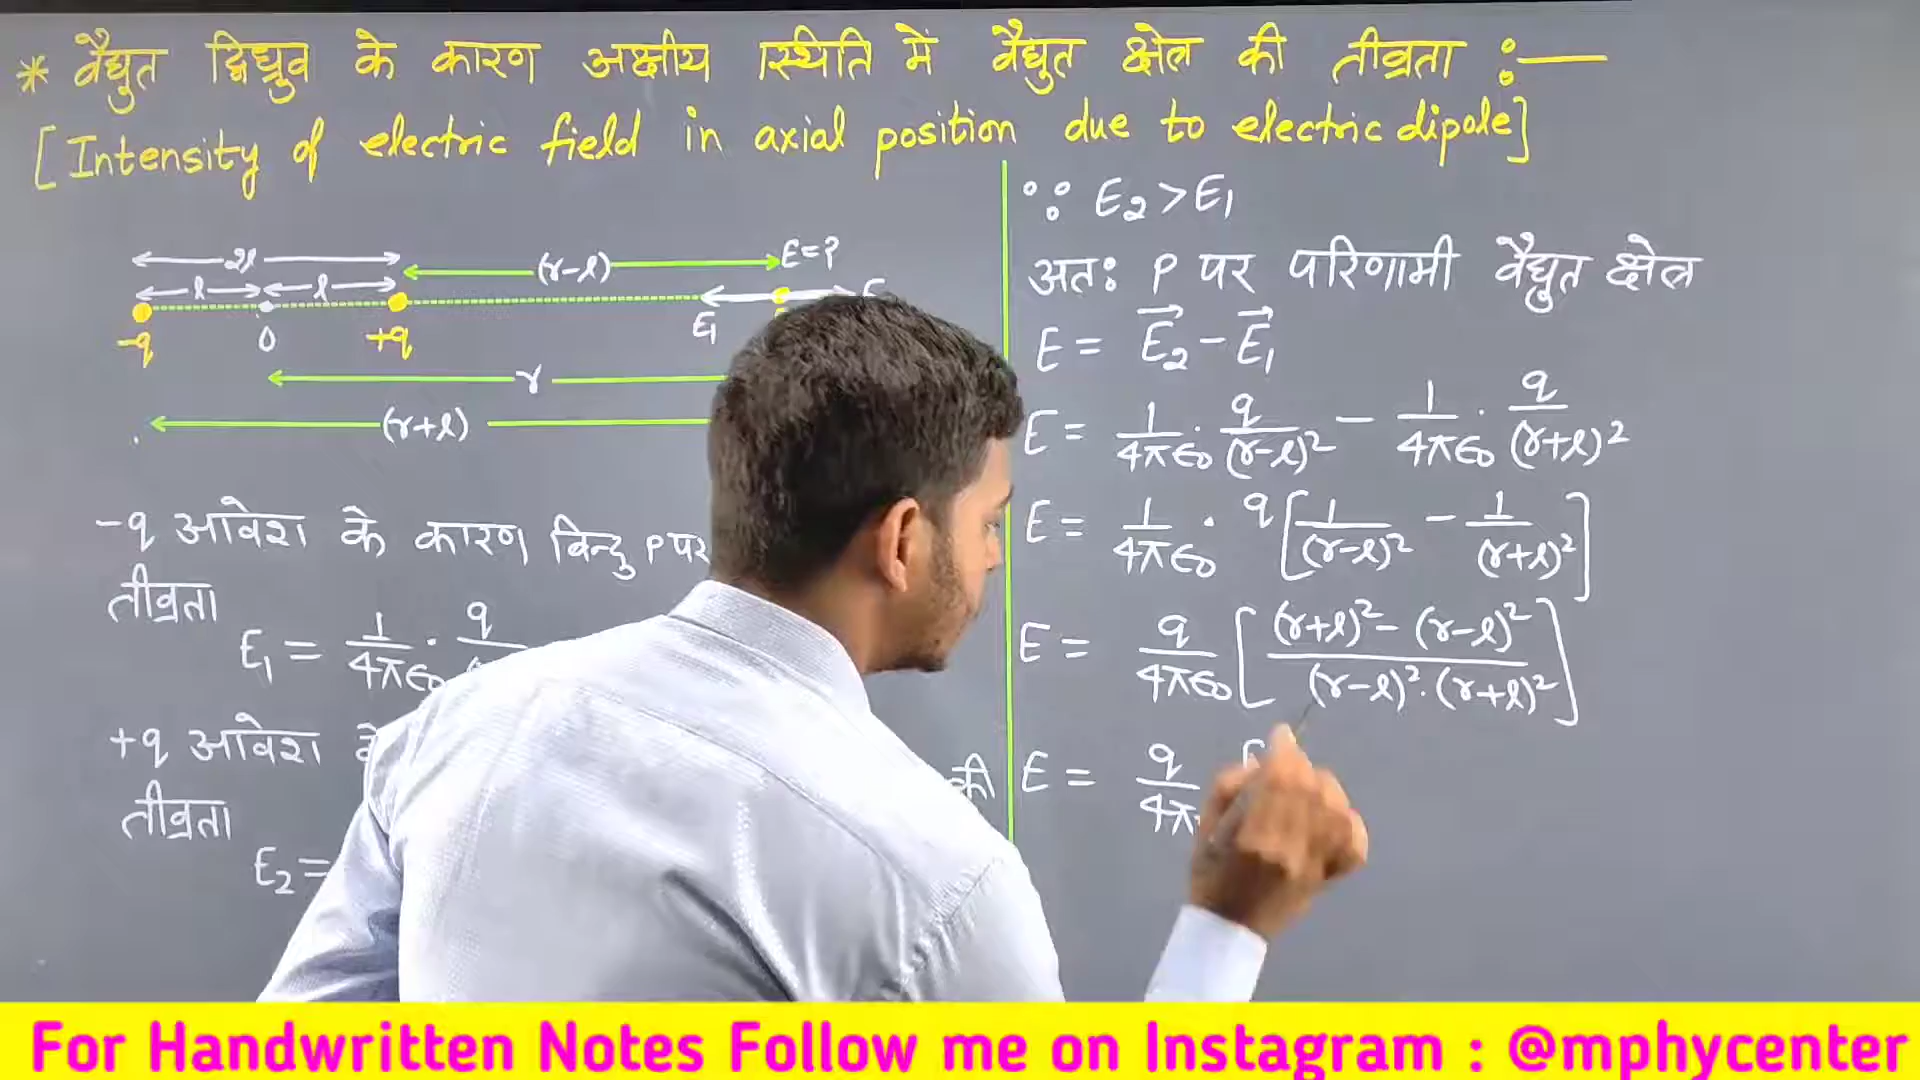 * वैद्युत द्विध्रुव के कारण अक्षीय स्थिति में वैद्युत क्षेत्र की तीव्रता :—
[Intensity of electric field in axial position due to electric dipole]
2l (r-l) E=?
l l
-q O +q E₁
r
(r+l)
-q आवेश के कारण बिन्दु P पर
तीव्रता
E₁ = 1/4πϵ₀ · q
+q आवेश
तीव्रता
की
E₂ =
∵ E₂ > E₁
अतः P पर परिणामी वैद्युत क्षेत्र
E = E⃗₂ - E⃗₁
E = 1/4πϵ₀ · q/(r-l)² - 1/4πϵ₀ · q/(r+l)²
E = 1/4πϵ₀ · q [1/(r-l)² - 1/(r+l)²]
E = q/4πϵ₀ [(r+l)² - (r-l)² / (r-l)² · (r+l)²]
E = q/4π
For Handwritten Notes Follow me on Instagram : @mphycenter